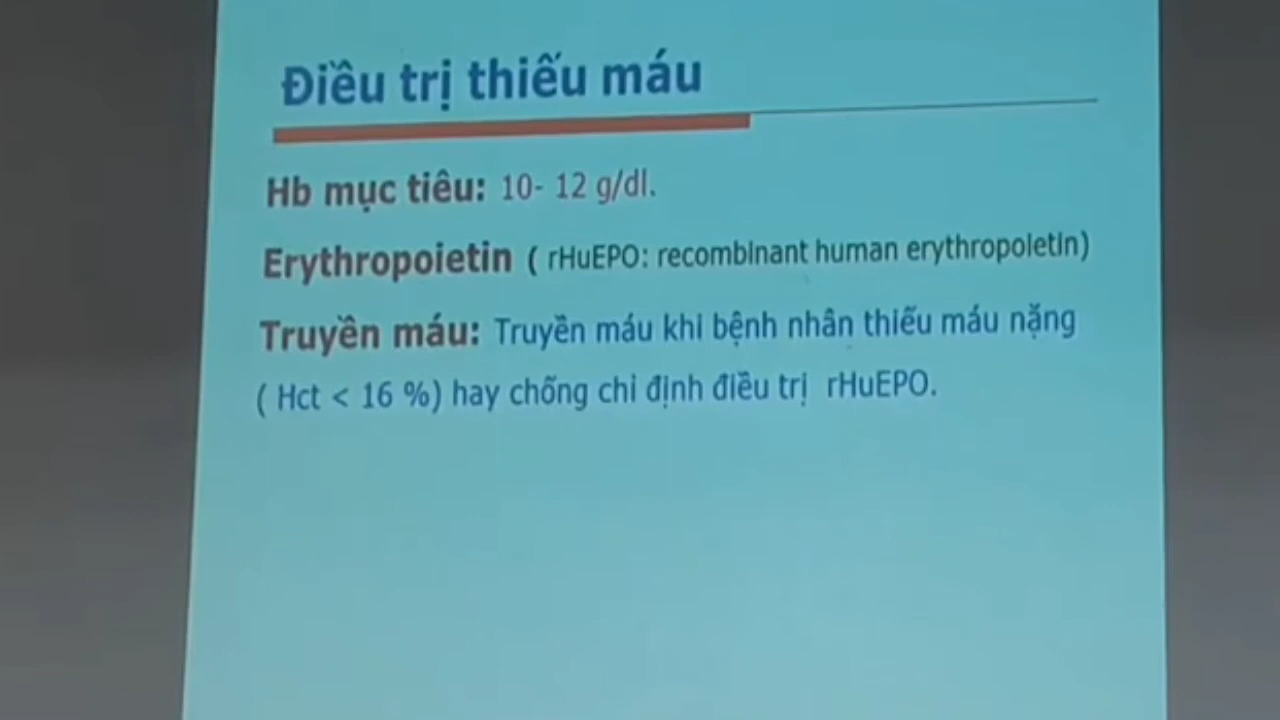 Điều trị thiếu máu
Hb mục tiêu: 10- 12 g/dl.
Erythropoietin ( rHuEPO: recombinant human erythropoietin)
Truyền máu: Truyền máu khi bệnh nhân thiếu máu nặng
( Hct < 16 %) hay chống chỉ định điều trị rHuEPO.